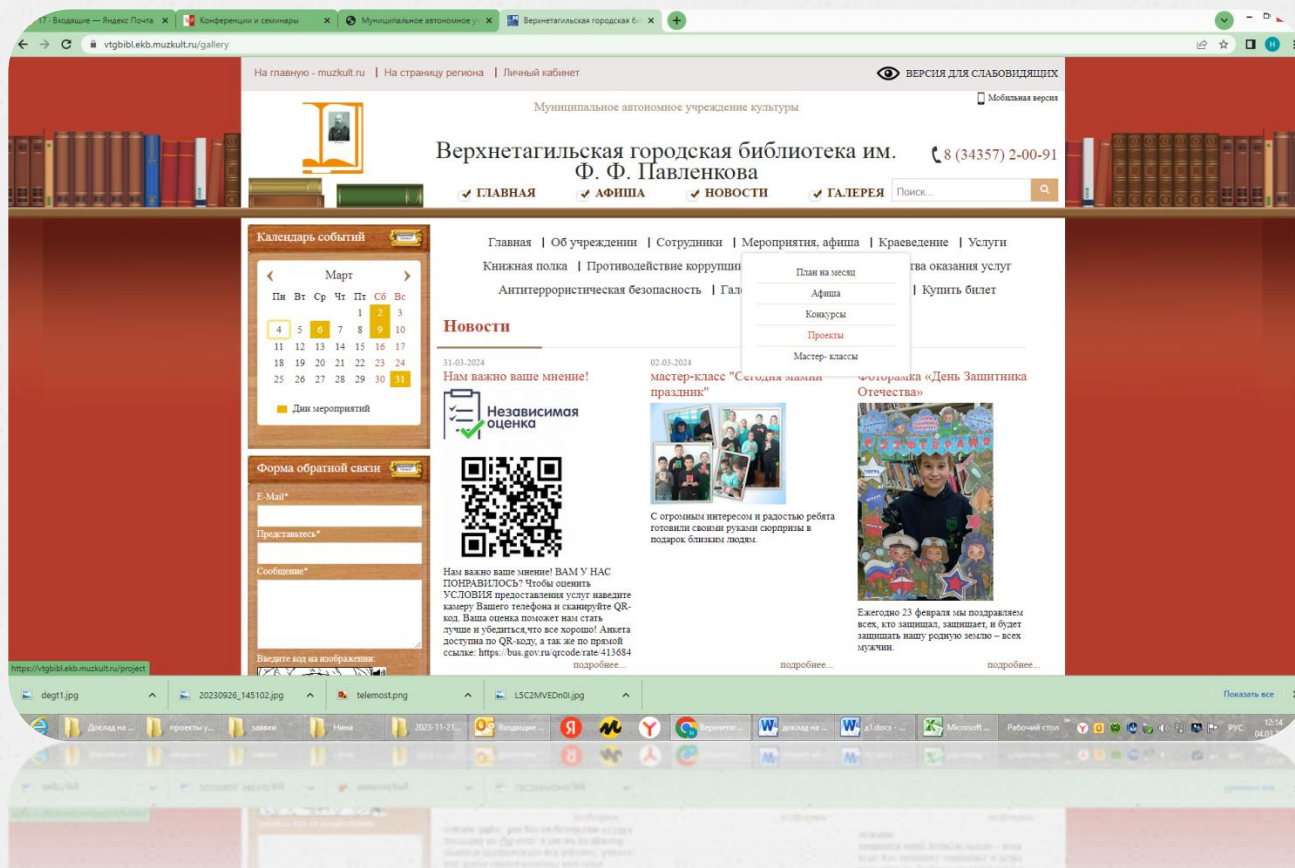 17 - Входящие — Яндекс Почта
Конференции и семинары
Муниципальное автономное у
Верхнетагильская городская би
vtgbibl.ekb.muzkult.ru/gallery
На главную - muzkult.ru | На страницу региона | Личный кабинет
ВЕРСИЯ ДЛЯ СЛАБОВИДЯЩИХ
Мобильная версия
Муниципальное автономное учреждение культуры
Верхнетагильская городская библиотека им.
Ф. Ф. Павленкова
8 (34357) 2-00-91
ГЛАВНАЯ АФИША НОВОСТИ ГАЛЕРЕЯ Поиск...
Календарь событий
Март
Пн Вт Ср Чт Пт Сб Вс
1 2 3
4 5 6 7 8 9 10
11 12 13 14 15 16 17
18 19 20 21 22 23 24
25 26 27 28 29 30 31
Дни мероприятий
Форма обратной связи
E-Mail*
Представьтесь*
Сообщение*
Введите код на изображении:
Главная | Об учреждении | Сотрудники | Мероприятия, афиша | Краеведение | Услуги
Книжная полка | Противодействие коррупци тва оказания услуг
Антитеррористическая безопасность | Гал | Купить билет
План на месяц
Афиша
Конкурсы
Проекты
Мастер- классы
Новости
31-03-2024
Нам важно ваше мнение!
Независимая
оценка
Нам важно ваше мнение! ВАМ У НАС
ПОНРАВИЛОСЬ? Чтобы оценить
УСЛОВИЯ предоставления услуг наведите
камеру Вашего телефона и сканируйте QR-
код. Ваша оценка поможет нам стать
лучше и убедиться,что все хорошо! Анкета
доступна по QR-коду, а так же по прямой
ссылке: https://bus.gov.ru/qrcode/rate/413684
подробнее...
02-03-2024
мастер-класс "Сегодня мамин
праздник"
С огромным интересом и радостью ребята
готовили своими руками сюрпризы в
подарок близким людям.
подробнее...
Фоторамка «День Защитника
Отечества»
Ежегодно 23 февраля мы поздравляем
всех, кто защищал, защищает, и будет
защищать нашу родную землю – всех
мужчин.
подробнее...
https://vtgbibl.ekb.muzkult.ru/project
degt1.jpg
20230926_145102.jpg
telemost.png
L5C2MVEDn0I.jpg
Показать все
Доклад на ...
проекты у...
заявки
Нина
2023-11-21...
Входящие ...
Верхнетаг...
доклад на ...
д1.docx - ...
Microsoft ...
Рабочий стол
РУС
12:14